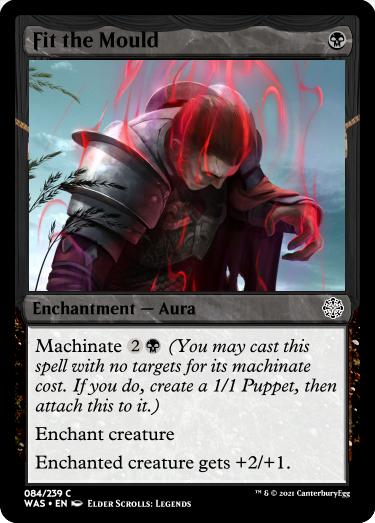 Fit the Mould
Enchantment — Aura
Machinate 2 (You may cast this
spell with no targets for its machinate
cost. If you do, create a 1/1 Puppet, then
attach this to it.)
Enchant creature
Enchanted creature gets +2/+1.
084/239 C
WAS • EN Elder Scrolls: Legends
™ & © 2021 CanterburyEgg